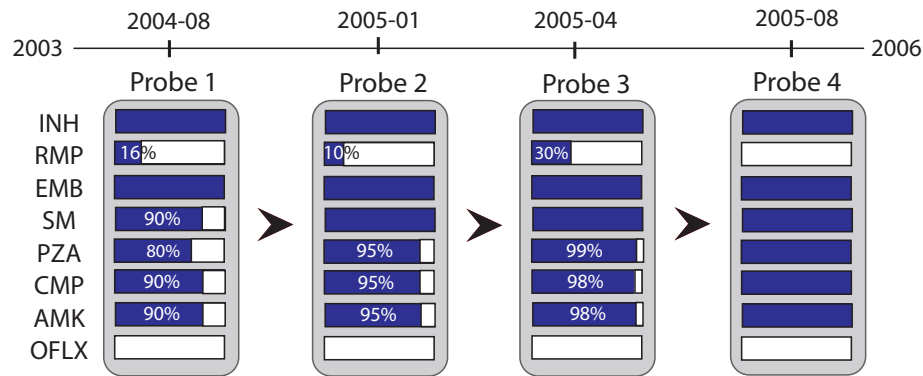 2004-08 2005-01 2005-04 2005-08
2003 2006
Probe 1 Probe 2 Probe 3 Probe 4
INH
RMP 16% 10% 30%
EMB
SM 90%
PZA 80% 95% 99%
CMP 90% 95% 98%
AMK 90% 95% 98%
OFLX